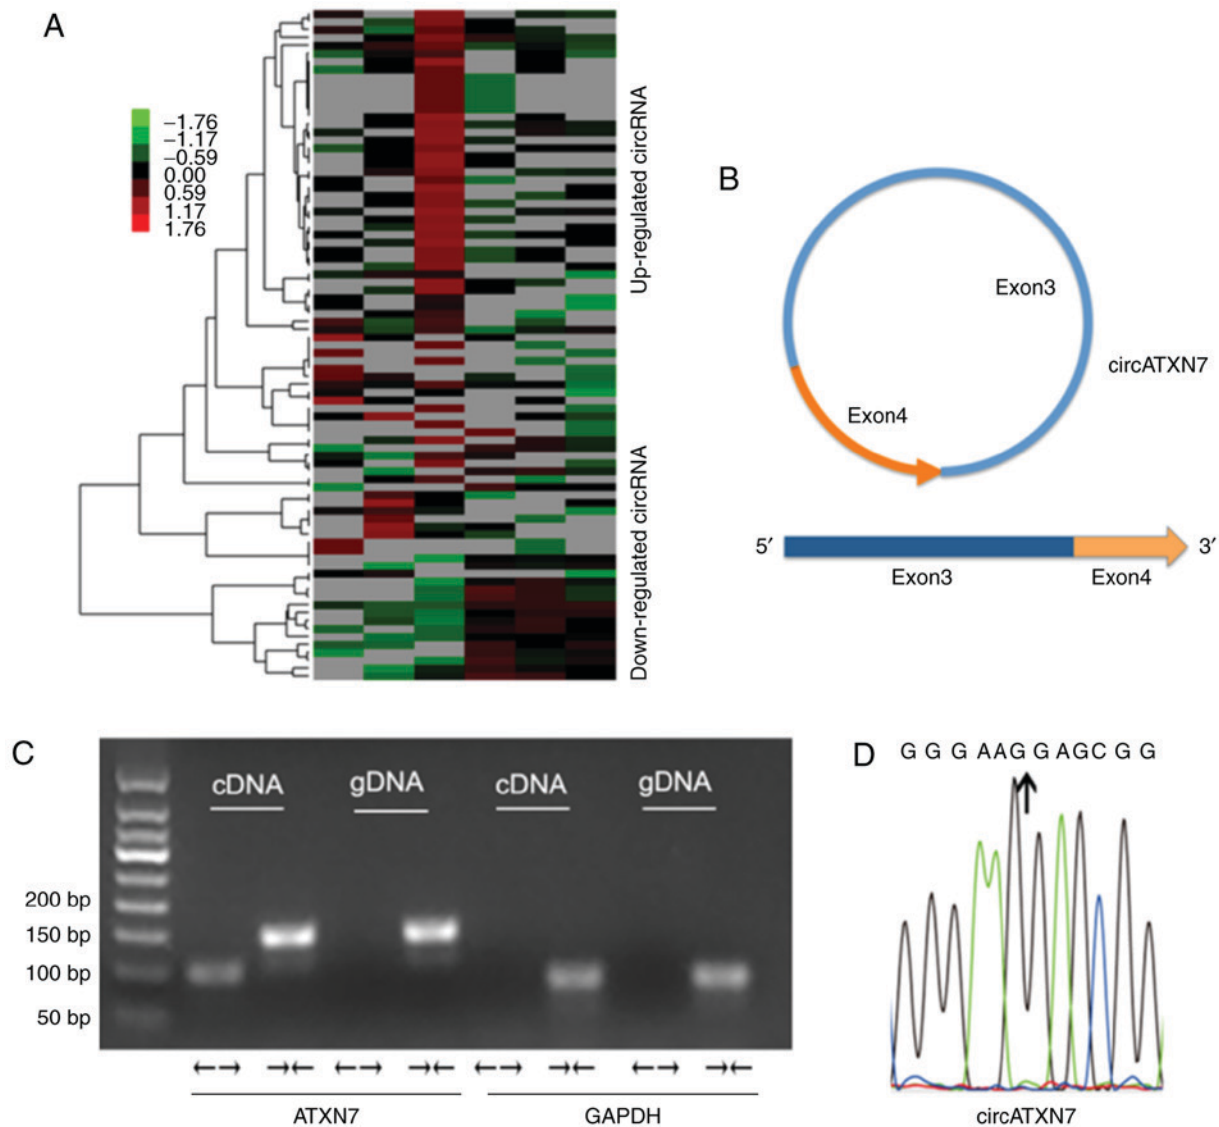 A
−1.76
−1.17
−0.59
0.00
0.59
1.17
1.76
Up-regulated circRNA
Down-regulated circRNA
B
Exon3
circATXN7
Exon4
5′
3′
Exon3
Exon4
C
cDNA
gDNA
cDNA
gDNA
200 bp
150 bp
100 bp
50 bp
←→ →← ←→ →← ←→ →← ←→ →←
ATXN7
GAPDH
D
G G G A A G G A G C G G
circATXN7